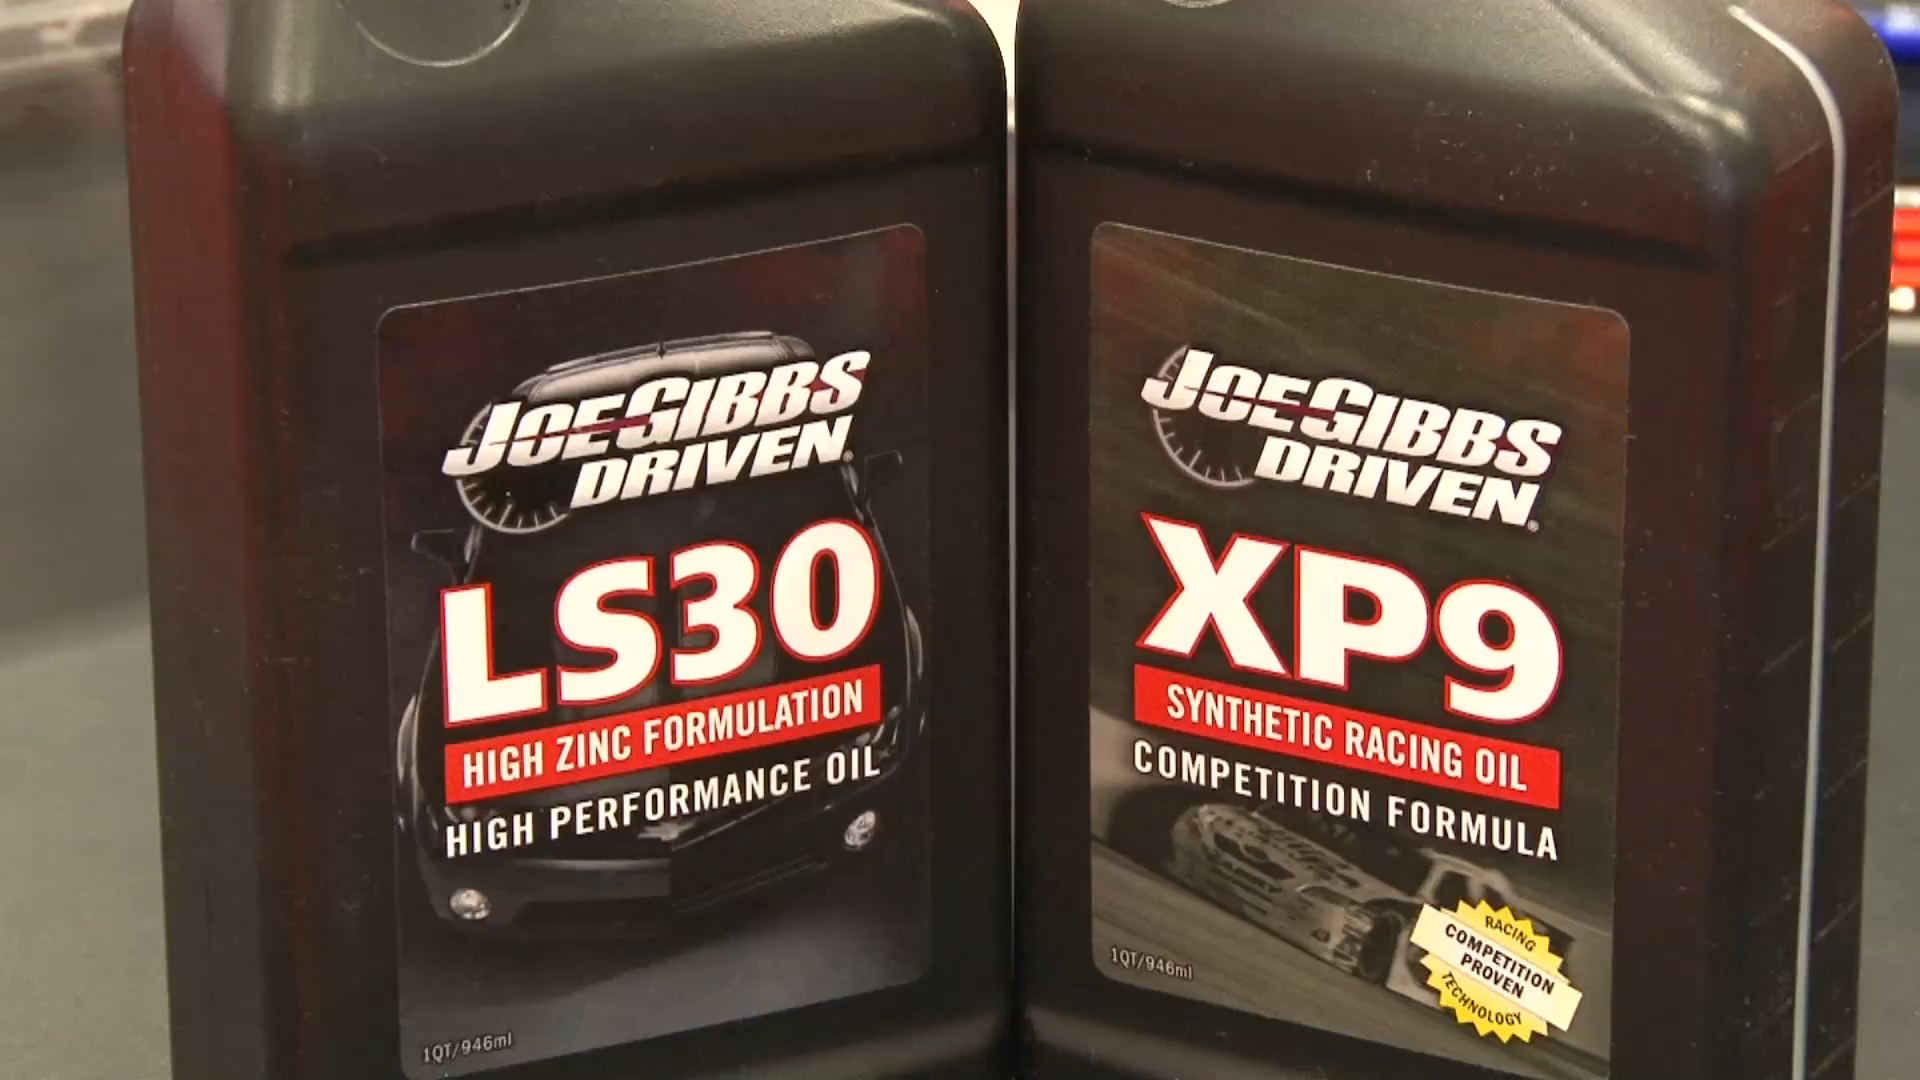 JOE GIBBS
DRIVEN®
LS30
HIGH ZINC FORMULATION
HIGH PERFORMANCE OIL
1QT/946ml
JOE GIBBS
DRIVEN®
XP9
SYNTHETIC RACING OIL
COMPETITION FORMULA
1QT/946ml
RACING
COMPETITION
PROVEN
TECHNOLOGY